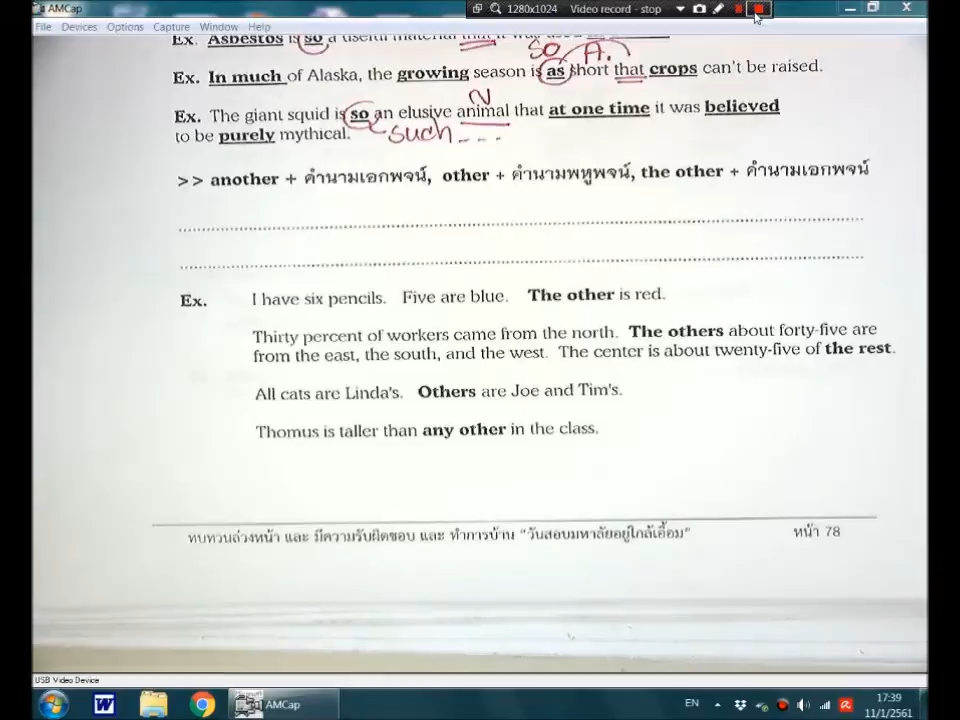 AMCap
1280x1024 Video record - stop
File Devices Options Capture Window Help
Ex. Asbestos is so a useful material that it was
so A.
Ex. In much of Alaska, the growing season is as short that crops can't be raised.
N
Ex. The giant squid is so an elusive animal that at one time it was believed
such ...
to be purely mythical.
>> another + คำนามเอกพจน์, other + คำนามพหูพจน์, the other + คำนามเอกพจน์
Ex. I have six pencils. Five are blue. The other is red.
Thirty percent of workers came from the north. The others about forty-five are
from the east, the south, and the west. The center is about twenty-five of the rest.
All cats are Linda's. Others are Joe and Tim's.
Thomus is taller than any other in the class.
ทบทวนล่วงหน้า และ มีความรับผิดชอบ และ ทำการบ้าน "วันสอบมหาลัยอยู่ใกล้เอื้อม" หน้า 78
USB Video Device
AMCap
EN
17:39
11/1/2561